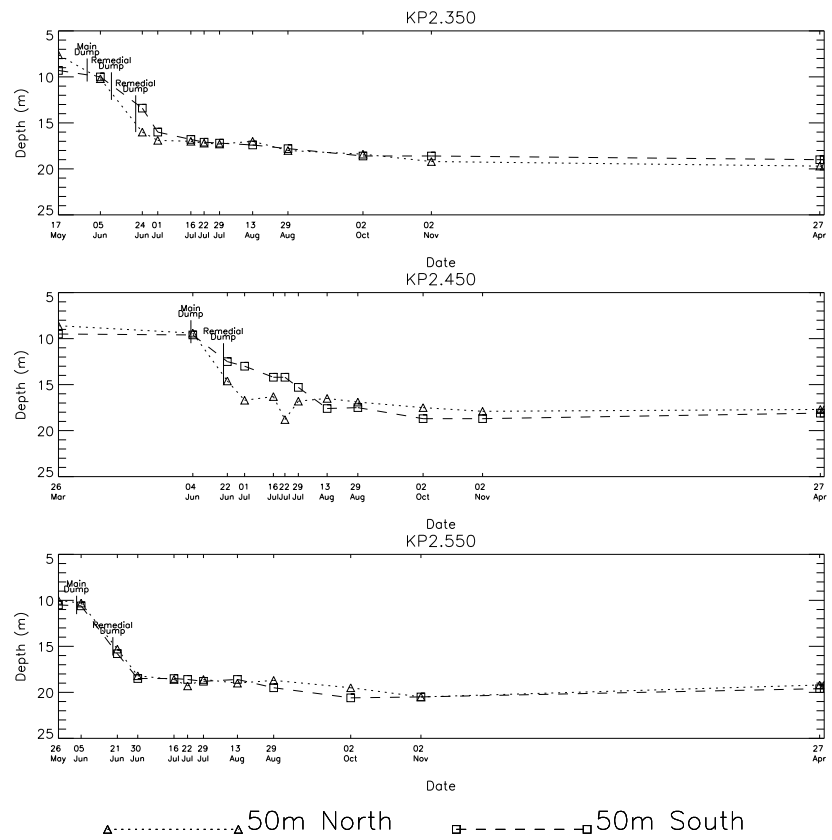 KP2.350
5
10
15
20
25
Depth (m)
Main
Dump
Remedial
Dump
Remedial
Dump
17 05 24 01 16 22 29 13 29 02 02 27
May Jun Jun Jul Jul Jul Jul Aug Aug Oct Nov Apr
Date
KP2.450
5
10
15
20
25
Depth (m)
Main
Dump
Remedial
Dump
26 04 22 01 16 22 29 13 29 02 02 27
Mar Jun Jun Jul Jul Jul Jul Aug Aug Oct Nov Apr
Date
KP2.550
5
10
15
20
25
Depth (m)
Main
Dump
Remedial
Dump
26 05 21 30 16 22 29 13 29 02 02 27
May Jun Jun Jun Jul Jul Jul Aug Aug Oct Nov Apr
Date
50m North 50m South